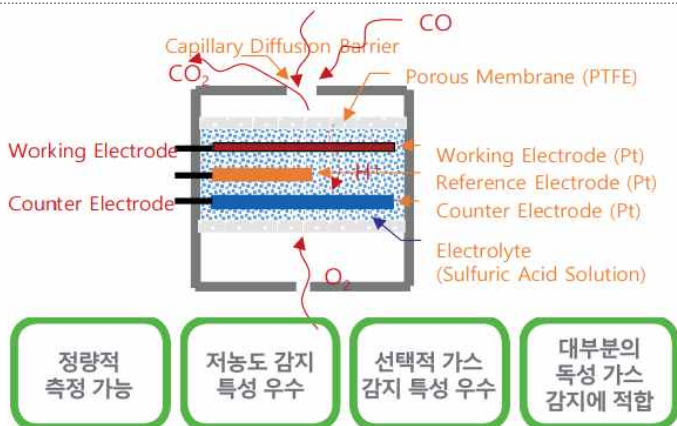 CO
Capillary Diffusion Barrier
CO₂
Porous Membrane (PTFE)
Working Electrode
Working Electrode (Pt)
H⁺
Reference Electrode (Pt)
Counter Electrode
Counter Electrode (Pt)
Electrolyte
(Sulfuric Acid Solution)
O₂
정량적
측정 가능
저농도 감지
특성 우수
선택적 가스
감지 특성 우수
대부분의
독성 가스
감지에 적합